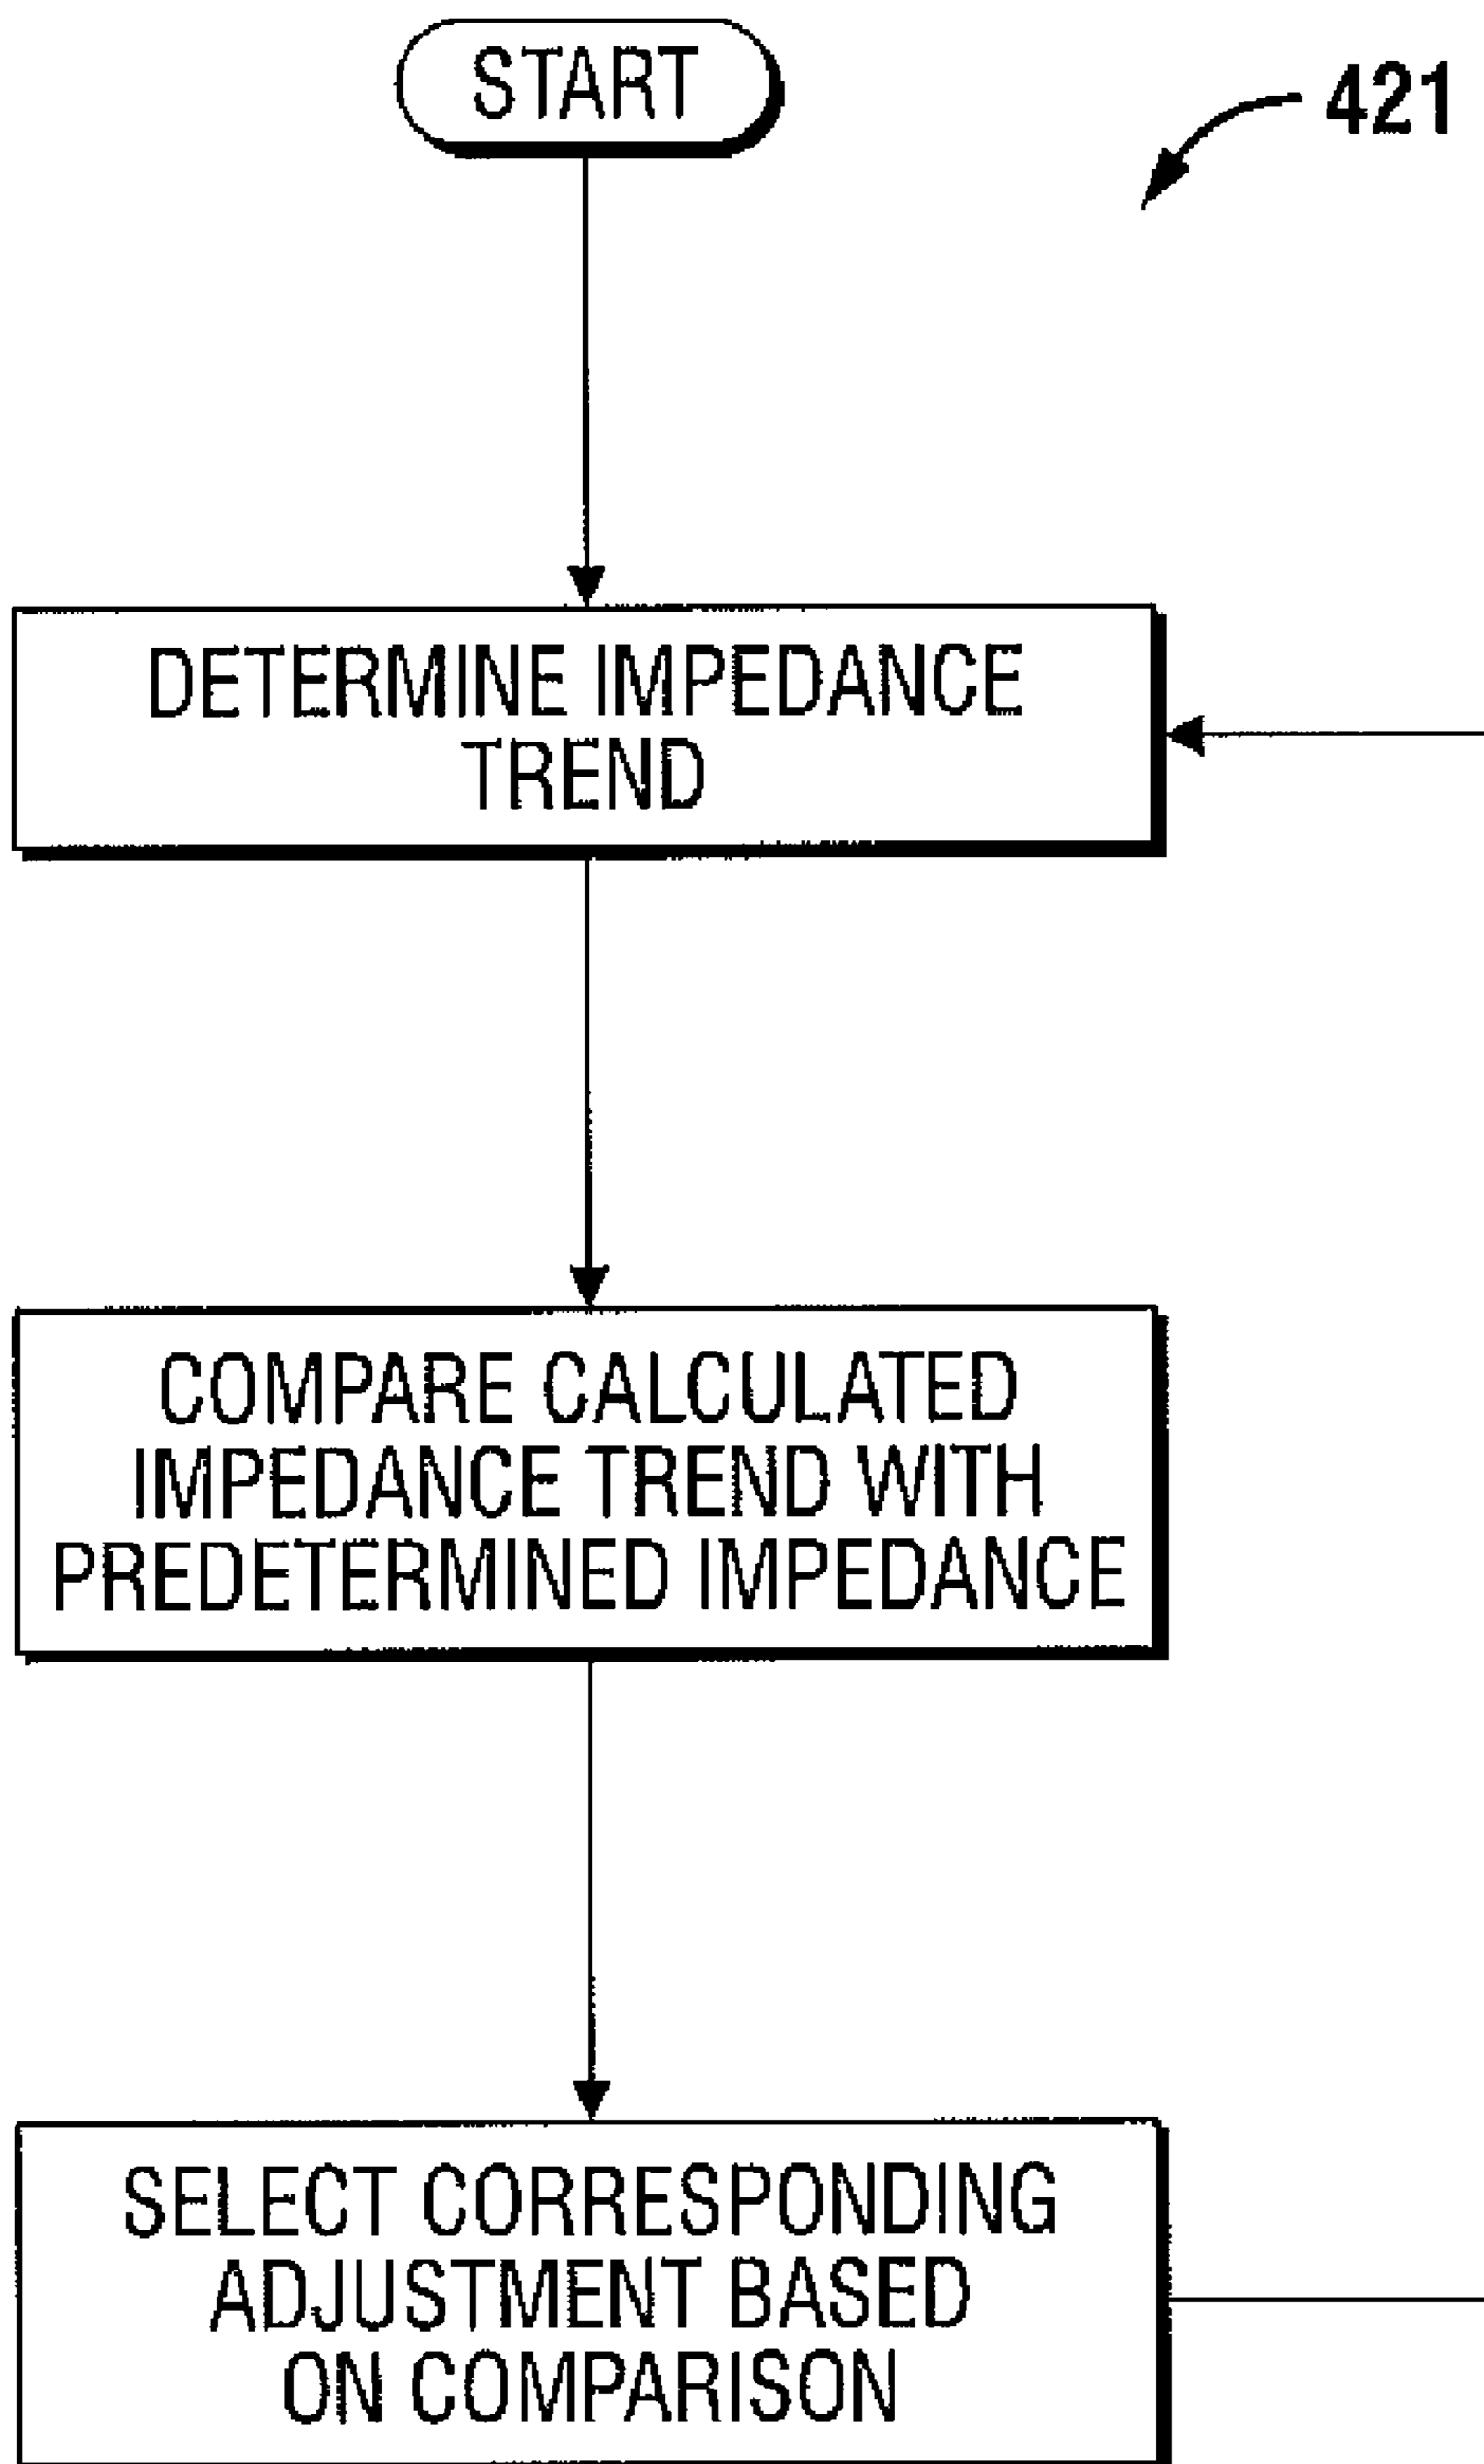 START
421
DETERMINE IMPEDANCE
TREND
COMPARE CALCULATED
IMPEDANCE TREND WITH
PREDETERMINED IMPEDANCE
SELECT CORRESPONDING
ADJUSTMENT BASED
ON COMPARISON